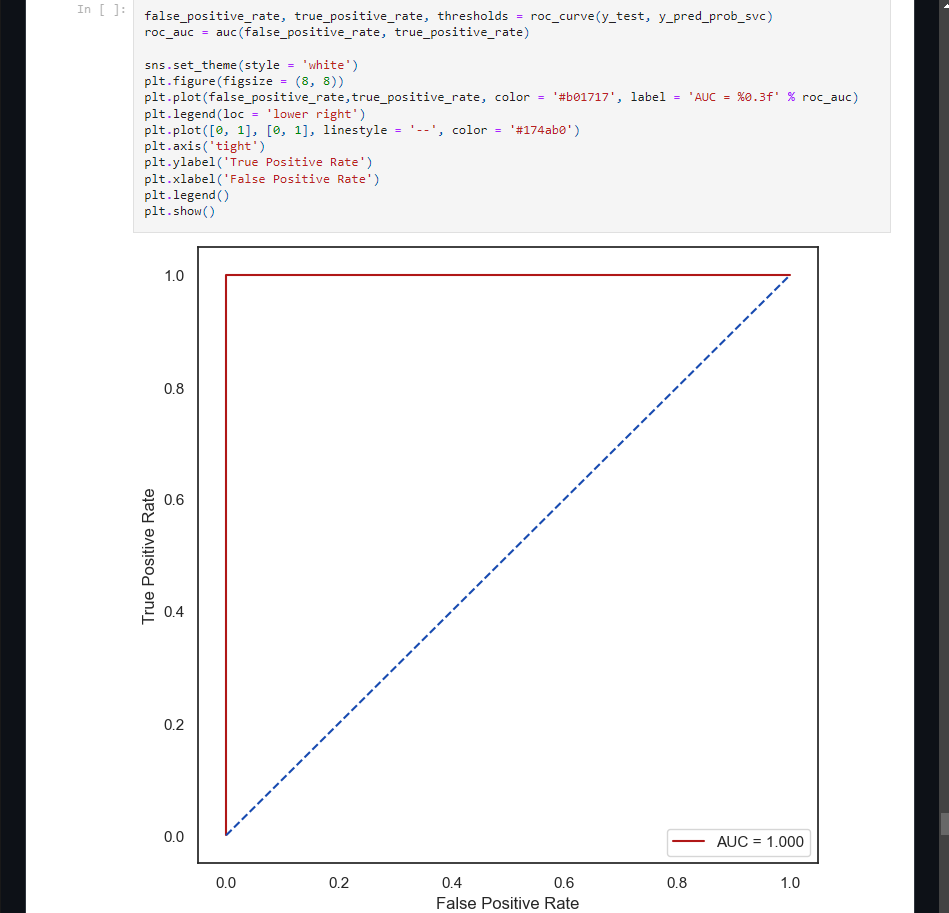 In [ ]:
false_positive_rate, true_positive_rate, thresholds = roc_curve(y_test, y_pred_prob_svc)
roc_auc = auc(false_positive_rate, true_positive_rate)
sns.set_theme(style = 'white')
plt.figure(figsize = (8, 8))
plt.plot(false_positive_rate,true_positive_rate, color = '#b01717', label = 'AUC = %0.3f' % roc_auc)
plt.legend(loc = 'lower right')
plt.plot([0, 1], [0, 1], linestyle = '--', color = '#174ab0')
plt.axis('tight')
plt.ylabel('True Positive Rate')
plt.xlabel('False Positive Rate')
plt.legend()
plt.show()
1.0
0.8
0.6
0.4
0.2
0.0
True Positive Rate
AUC = 1.000
0.0 0.2 0.4 0.6 0.8 1.0
False Positive Rate